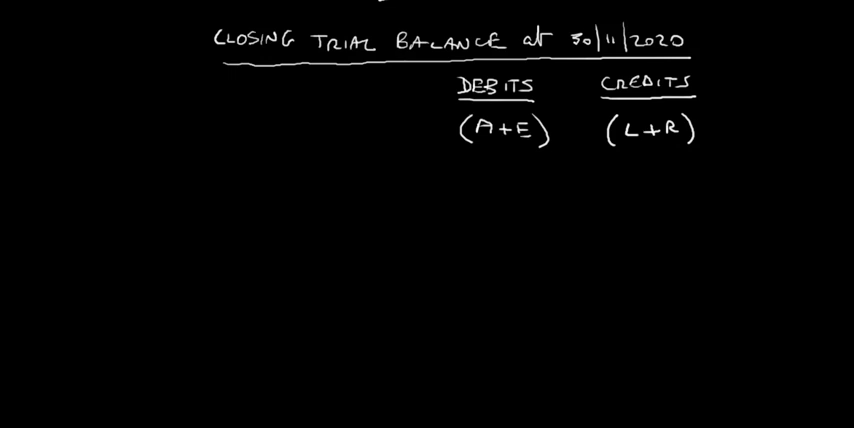 CLOSING TRIAL BALANCE at 30/11/2020
DEBITS CREDITS
(A+E) (L+R)